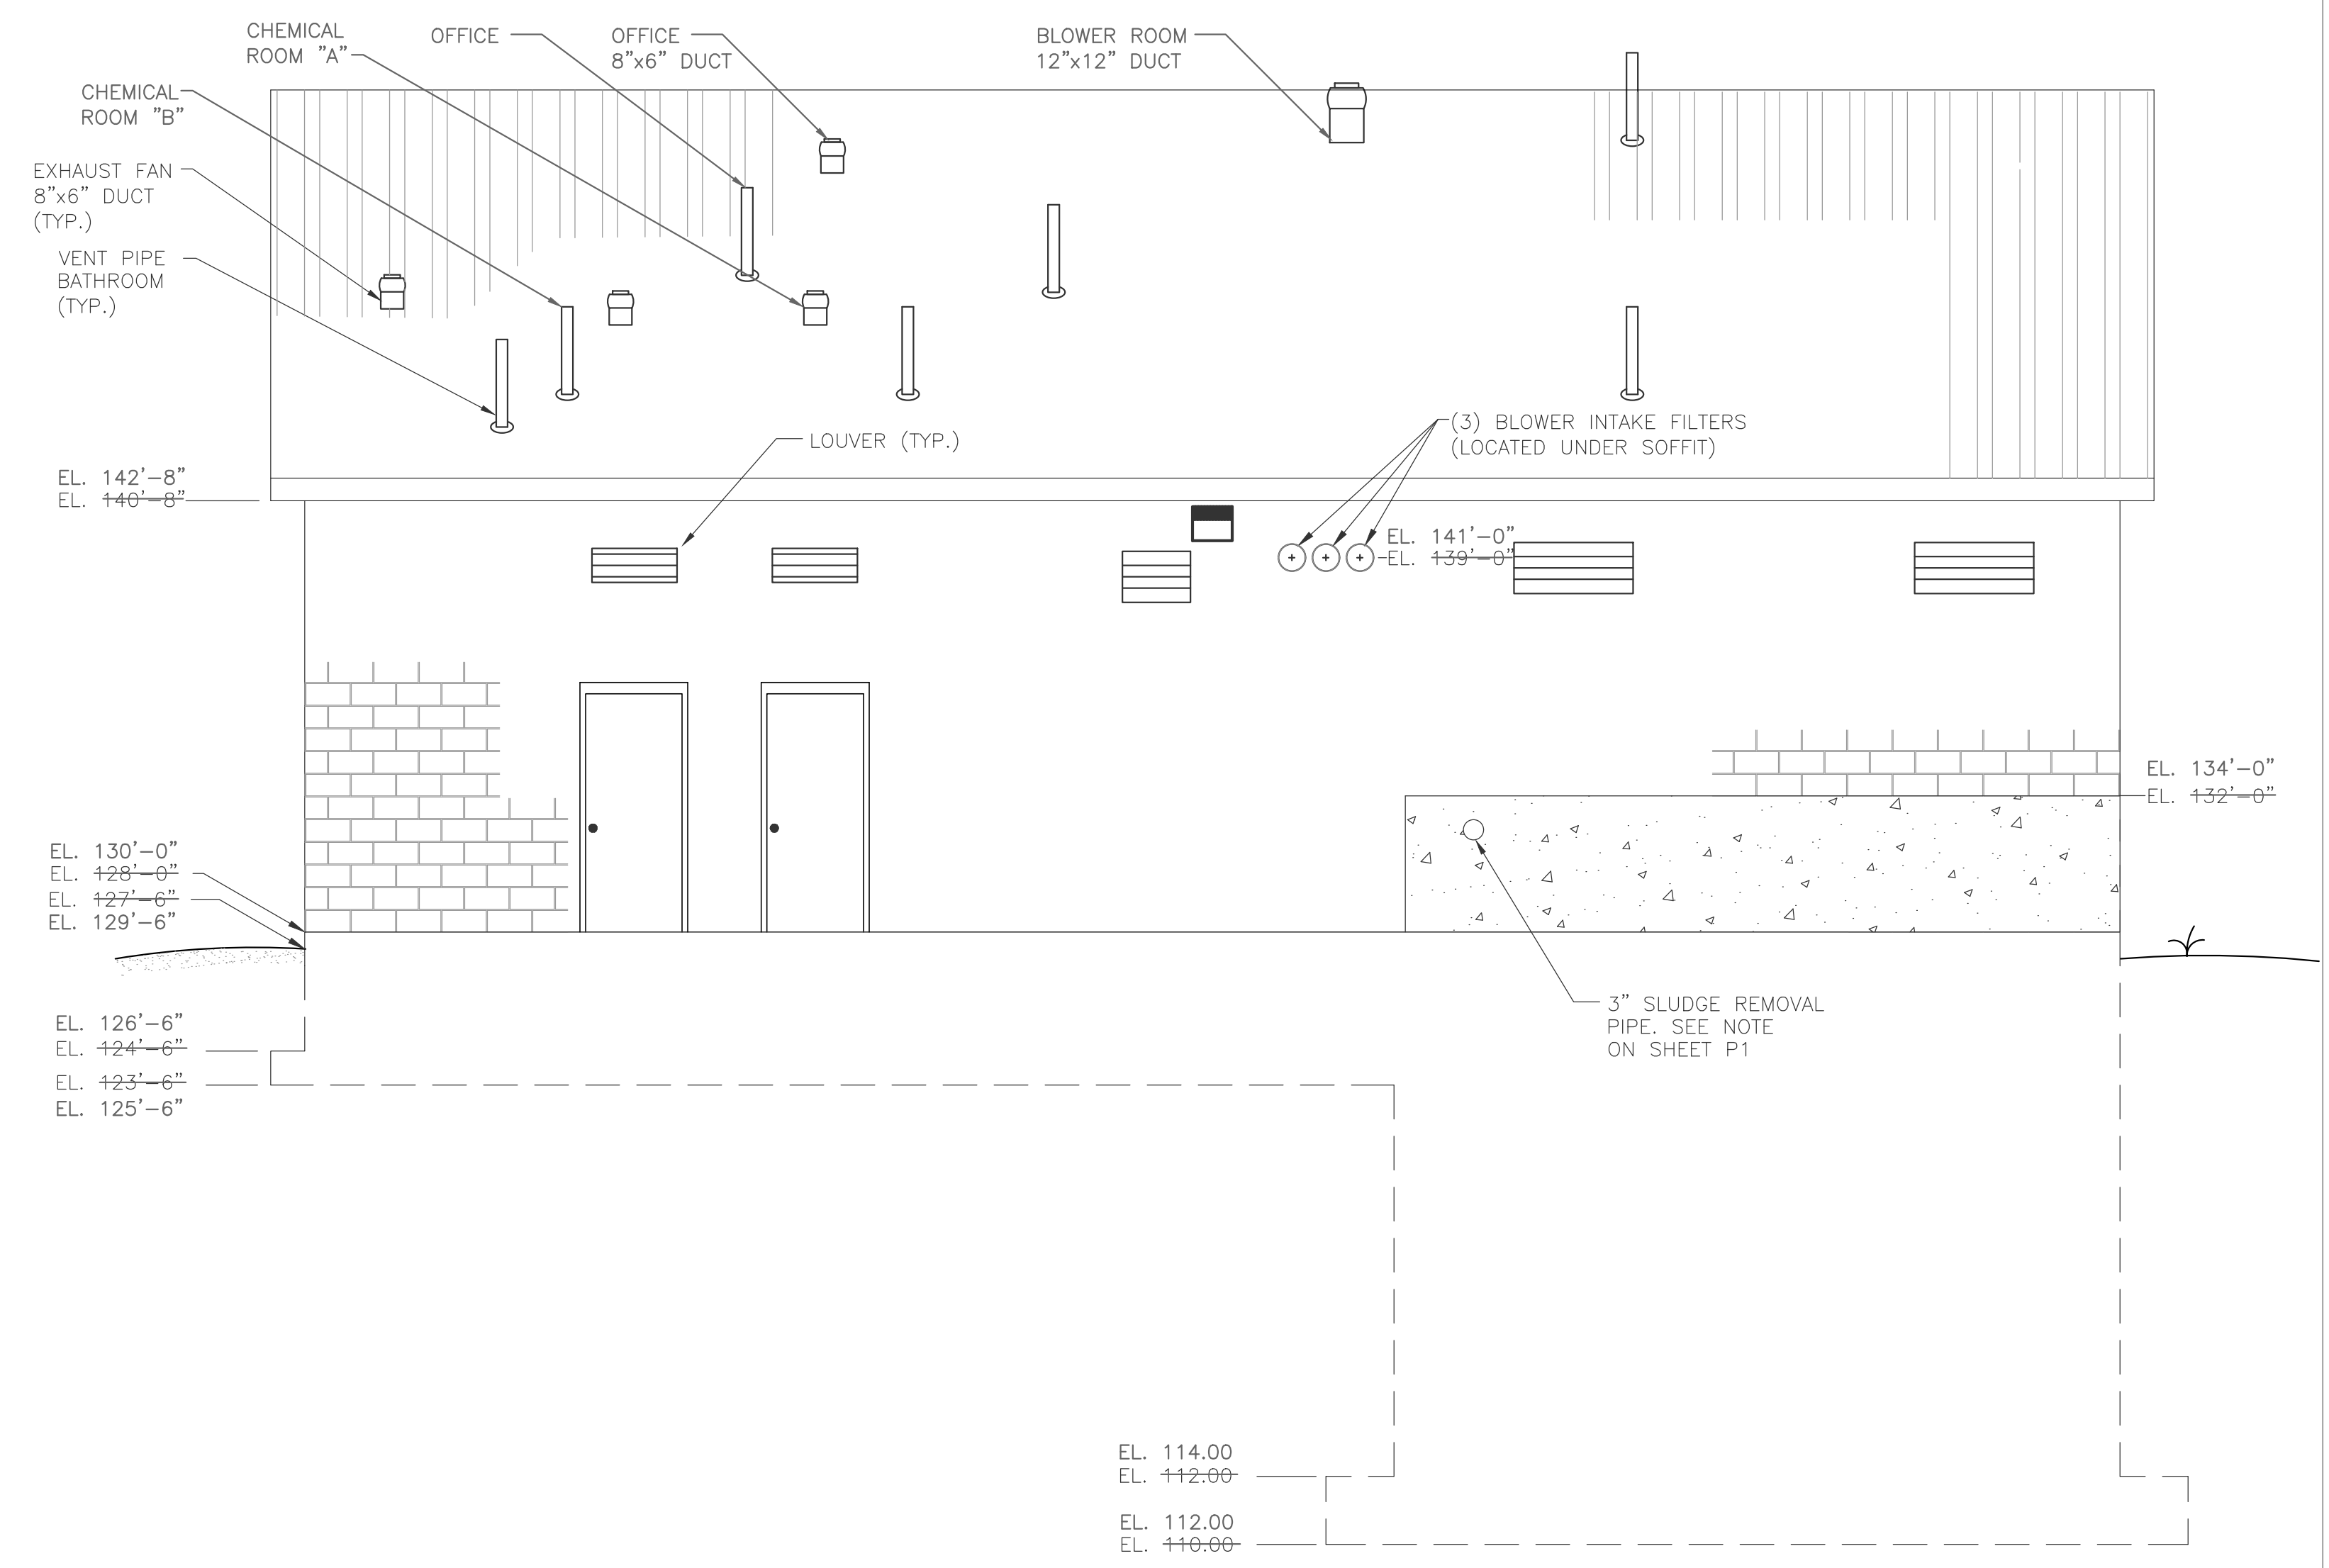 CHEMICAL
ROOM "A"
OFFICE
OFFICE
8"x6" DUCT
BLOWER ROOM
12"x12" DUCT
CHEMICAL
ROOM "B"
EXHAUST FAN
8"x6" DUCT
(TYP.)
VENT PIPE
BATHROOM
(TYP.)
LOUVER (TYP.)
(3) BLOWER INTAKE FILTERS
(LOCATED UNDER SOFFIT)
EL. 142'-8"
EL. 140'-8"
EL. 141'-0"
EL. 139'-0"
EL. 134'-0"
EL. 132'-0"
EL. 130'-0"
EL. 128'-0"
EL. 127'-6"
EL. 129'-6"
3" SLUDGE REMOVAL
PIPE. SEE NOTE
ON SHEET P1
EL. 126'-6"
EL. 124'-6"
EL. 123'-6"
EL. 125'-6"
EL. 114.00
EL. 112.00
EL. 112.00
EL. 110.00